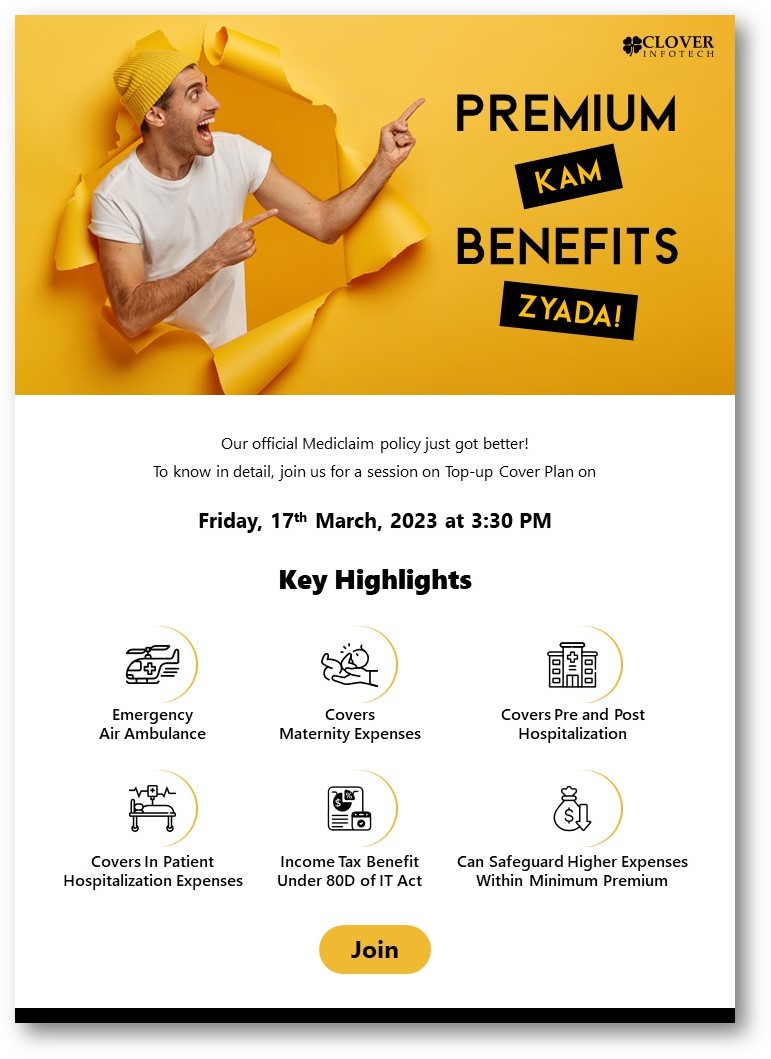 CLOVER
INFOTECH
PREMIUM
KAM
BENEFITS
ZYADA!
Our official Mediclaim policy just got better!
To know in detail, join us for a session on Top-up Cover Plan on
Friday, 17th March, 2023 at 3:30 PM
Key Highlights
Emergency
Air Ambulance
Covers
Maternity Expenses
Covers Pre and Post
Hospitalization
Covers In Patient
Hospitalization Expenses
Income Tax Benefit
Under 80D of IT Act
Can Safeguard Higher Expenses
Within Minimum Premium
Join